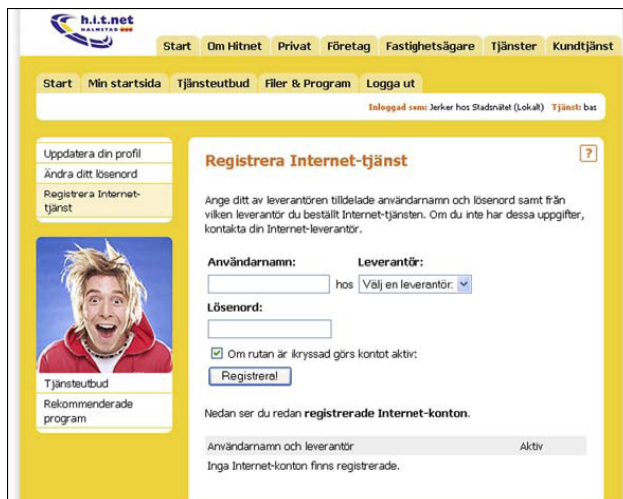 h.i.t.net
HALMSTAD
Start Om Hitnet Privat Företag Fastighetsägare Tjänster Kundtjänst
Start Min startsida Tjänsteutbud Filer & Program Logga ut
Inloggad som: Jerker hos Stadsnätet (Lokalt) Tjänst: bas
Uppdatera din profil
Ändra ditt lösenord
Registrera Internet-
tjänst
Tjänsteutbud
Rekommenderade
program
Registrera Internet-tjänst
?
Ange ditt av leverantören tilldelade användarnamn och lösenord samt från
vilken leverantör du beställt Internet-tjänsten. Om du inte har dessa uppgifter,
kontakta din Internet-leverantör.
Användarnamn: Leverantör:
hos Välj en leverantör:
Lösenord:
Om rutan är ikryssad görs kontot aktiv:
Registrera!
Nedan ser du redan registrerade Internet-konton.
Användarnamn och leverantör Aktiv
Inga Internet-konton finns registrerade.